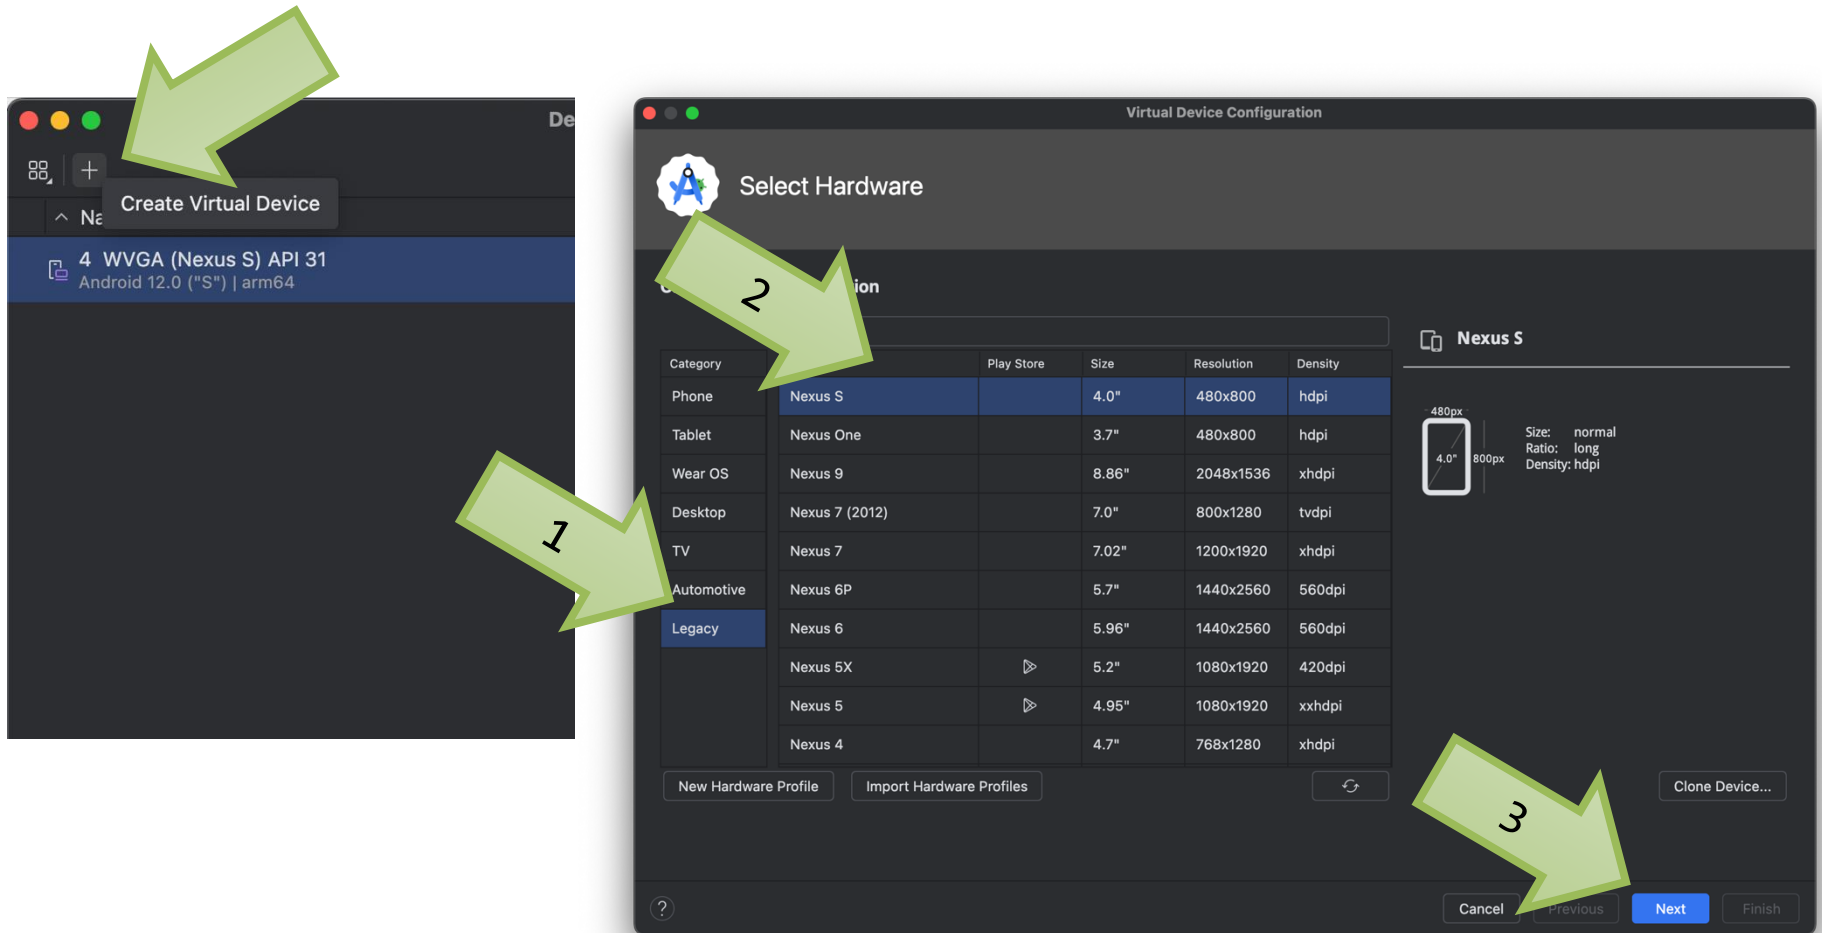 De
Create Virtual Device
Na
4 WVGA (Nexus S) API 31
Android 12.0 ("S") | arm64
Virtual Device Configuration
Select Hardware
2
ion
Category Play Store Size Resolution Density
Phone
Tablet
Wear OS
Desktop
TV
Automotive
Legacy
1
Nexus S 4.0" 480x800 hdpi
Nexus One 3.7" 480x800 hdpi
Nexus 9 8.86" 2048x1536 xhdpi
Nexus 7 (2012) 7.0" 800x1280 tvdpi
Nexus 7 7.02" 1200x1920 xhdpi
Nexus 6P 5.7" 1440x2560 560dpi
Nexus 6 5.96" 1440x2560 560dpi
Nexus 5X 5.2" 1080x1920 420dpi
Nexus 5 4.95" 1080x1920 xxhdpi
Nexus 4 4.7" 768x1280 xhdpi
Nexus S
480px
4.0" 800px
Size: normal
Ratio: long
Density: hdpi
New Hardware Profile Import Hardware Profiles Clone Device...
3
? Cancel Previous Next Finish